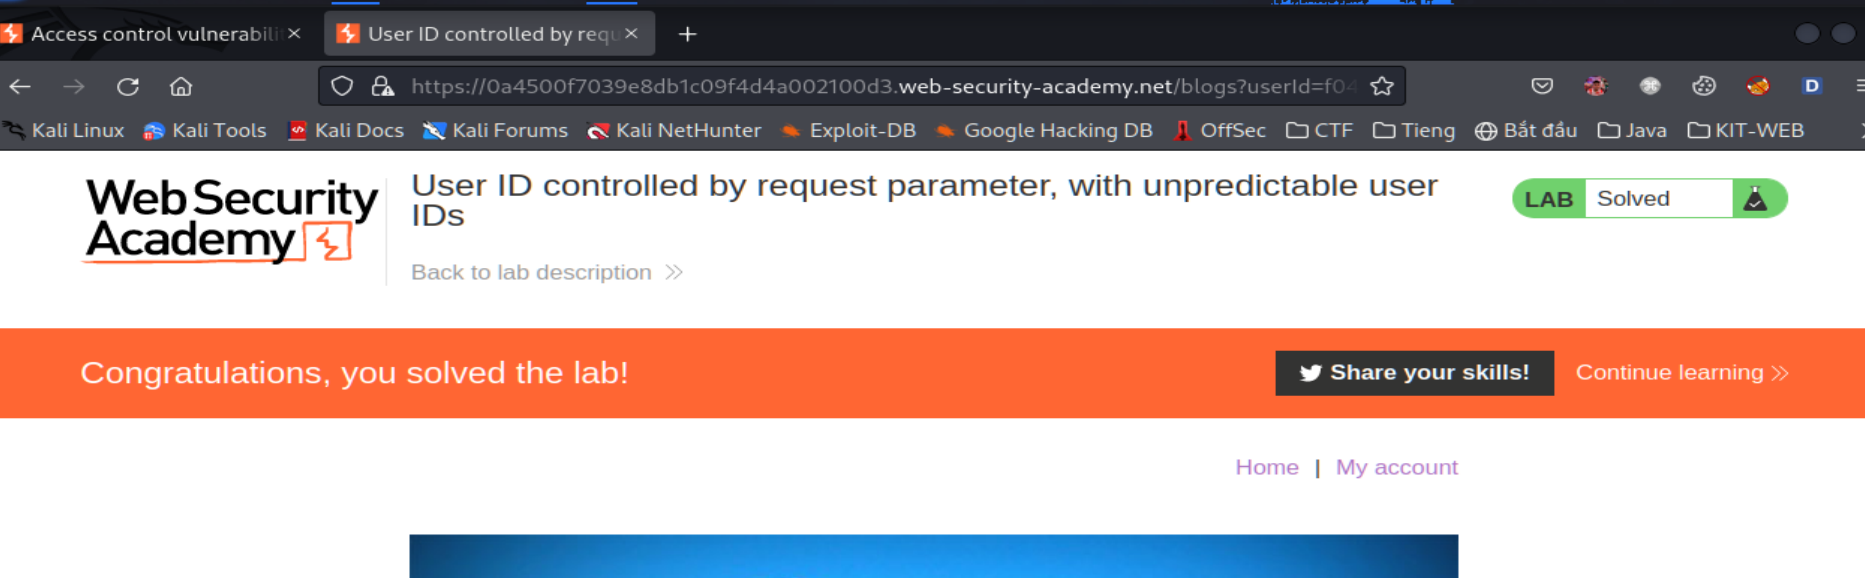 Access control vulnerabili
User ID controlled by requ
https://0a4500f7039e8db1c09f4d4a002100d3.web-security-academy.net/blogs?userId=f04
Kali Linux Kali Tools Kali Docs Kali Forums Kali NetHunter Exploit-DB Google Hacking DB OffSec CTF Tieng Bắt đầu Java KIT-WEB
Web Security
Academy
User ID controlled by request parameter, with unpredictable user
IDs
Back to lab description
LAB Solved
Congratulations, you solved the lab!
Share your skills!
Continue learning
Home | My account